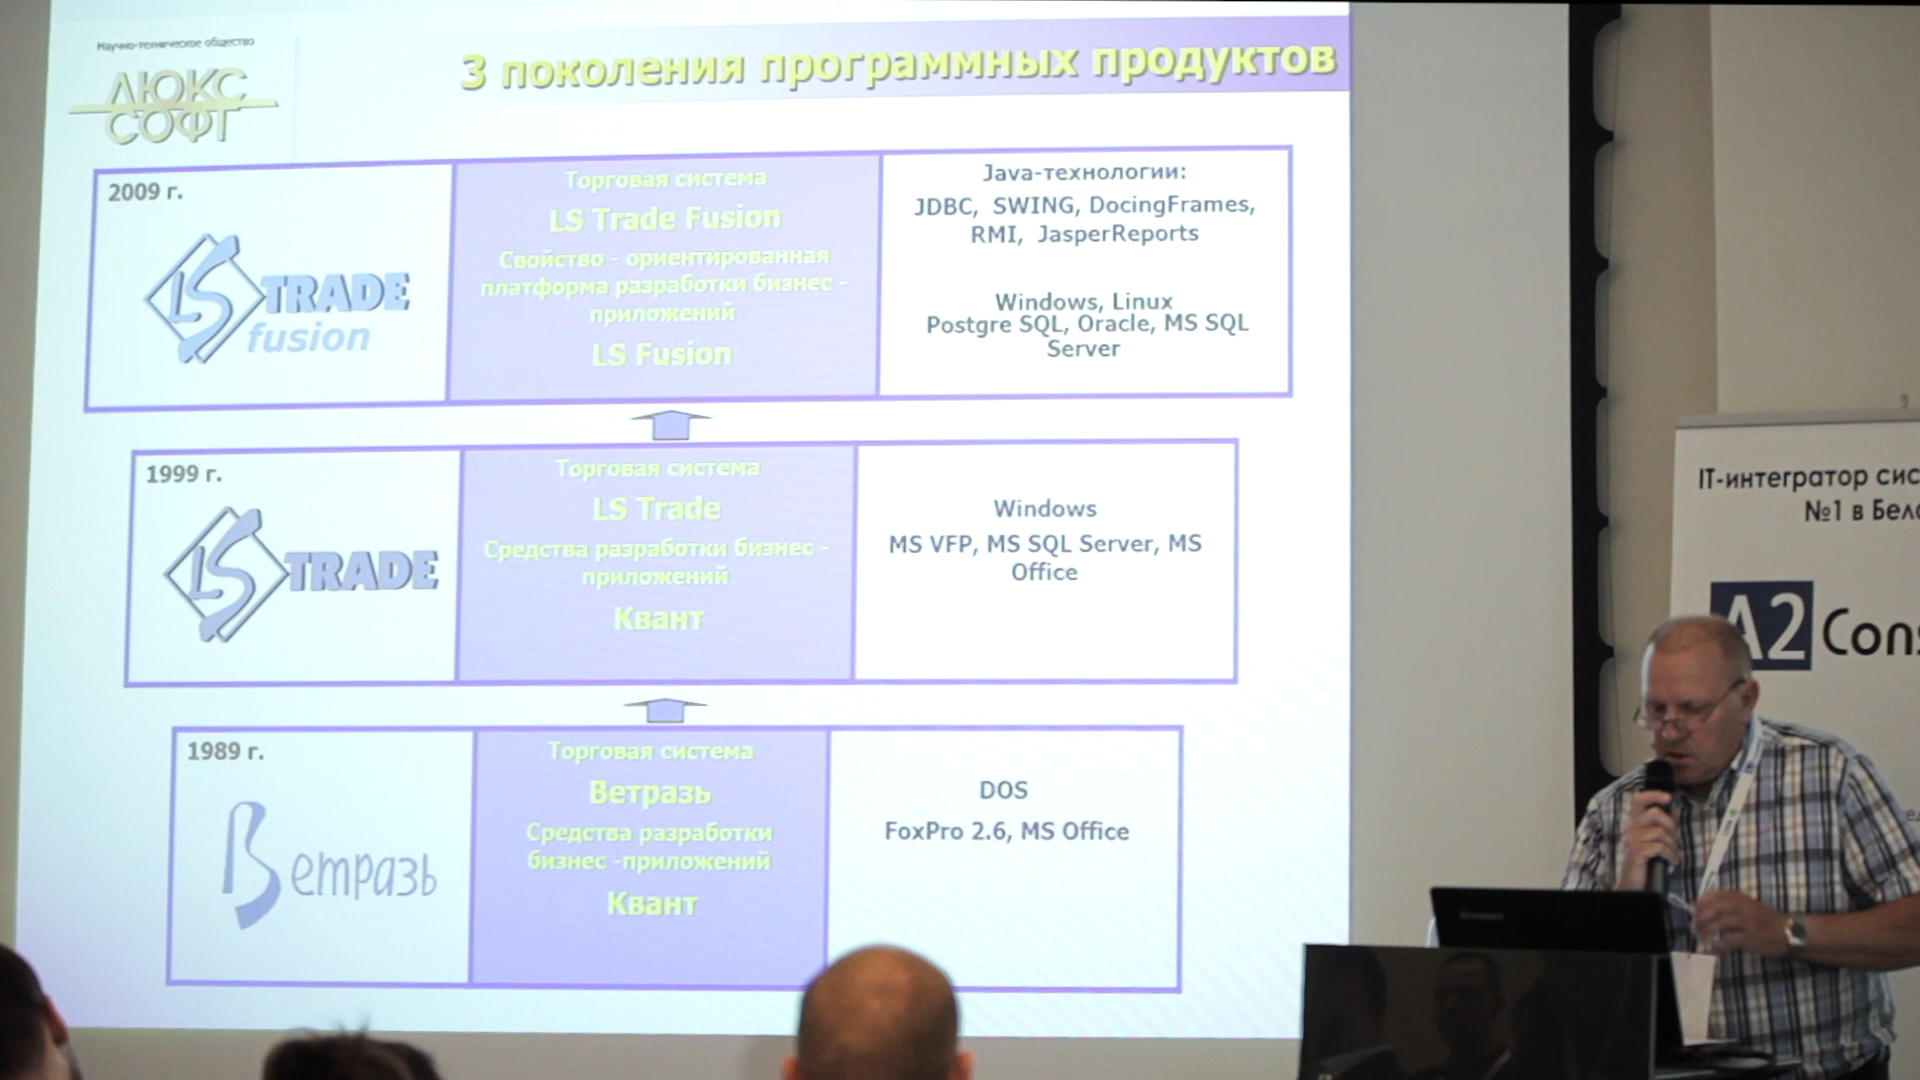 Научно-техническое общество
ЛЮКС
СОФТ
3 поколения программных продуктов
2009 г.
LS TRADE
fusion
Торговая система
LS Trade Fusion
Свойство - ориентированная
платформа разработки бизнес -
приложений
LS Fusion
Java-технологии:
JDBC, SWING, DocingFrames,
RMI, JasperReports
Windows, Linux
Postgre SQL, Oracle, MS SQL
Server
1999 г.
LS TRADE
Торговая система
LS Trade
Средства разработки бизнес -
приложений
Квант
Windows
MS VFP, MS SQL Server, MS
Office
1989 г.
Ветразь
Торговая система
Ветразь
Средства разработки
бизнес -приложений
Квант
DOS
FoxPro 2.6, MS Office
IT-интегратор сис
№1 в Бела
A2 Cons